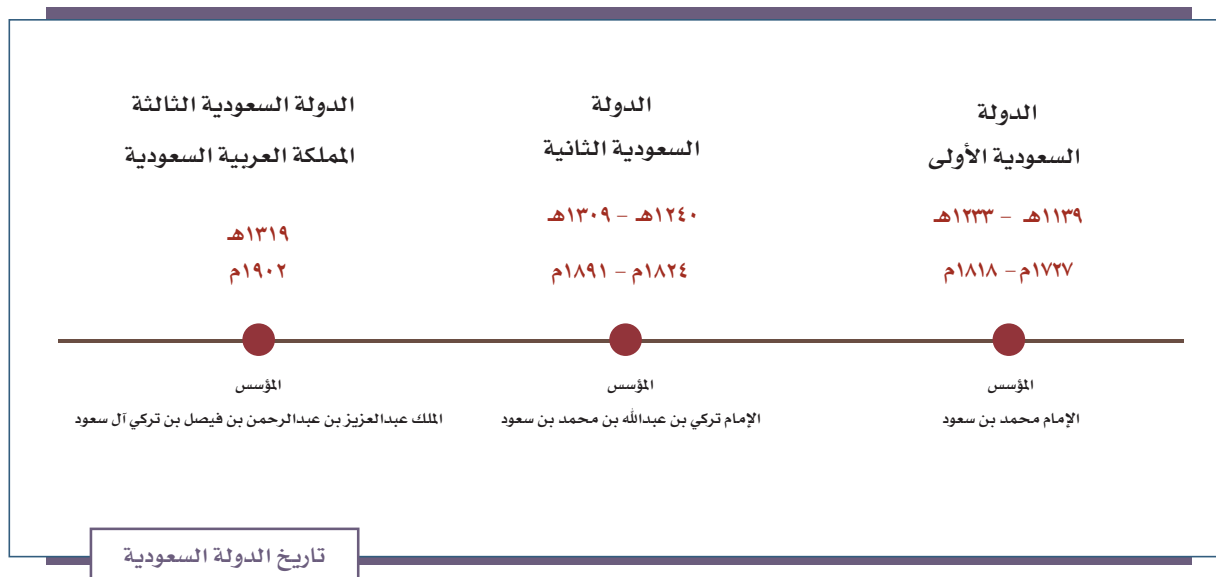 الدولة
السعودية الأولى
١١٣٩هـ - ١٢٣٣هـ
١٧٢٧م - ١٨١٨م
المؤسس
الإمام محمد بن سعود
الدولة
السعودية الثانية
١٢٤٠هـ - ١٣٠٩هـ
١٨٢٤م - ١٨٩١م
المؤسس
الإمام تركي بن عبدالله بن محمد بن سعود
الدولة السعودية الثالثة
المملكة العربية السعودية
١٣١٩هـ
١٩٠٢م
المؤسس
الملك عبدالعزيز بن عبدالرحمن بن فيصل بن تركي آل سعود
تاريخ الدولة السعودية